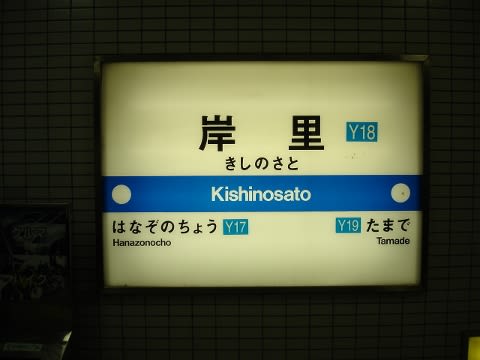 岸里 Y18
きしのさと
Kishinosato
はなぞのちょう Y17 Y19 たまで
Hanazonocho Tamade